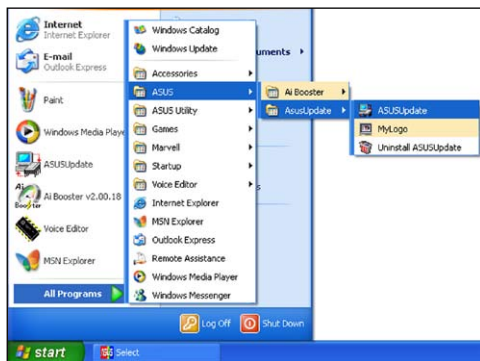 Internet
Internet Explorer
E-mail
Outlook Express
Paint
Windows Media Playe
ASUSUpdate
Ai Booster v2.00.18
Voice Editor
MSN Explorer
All Programs
Windows Catalog
Windows Update
Accessories
ASUS
ASUS Utility
Games
Marvell
Startup
Voice Editor
Internet Explorer
MSN Explorer
Outlook Express
Remote Assistance
Windows Media Player
Windows Messenger
uments
s
Ai Booster
AsusUpdate
ASUSUpdate
MyLogo
Uninstall ASUSUpdate
Log Off
Shut Down
start
Select